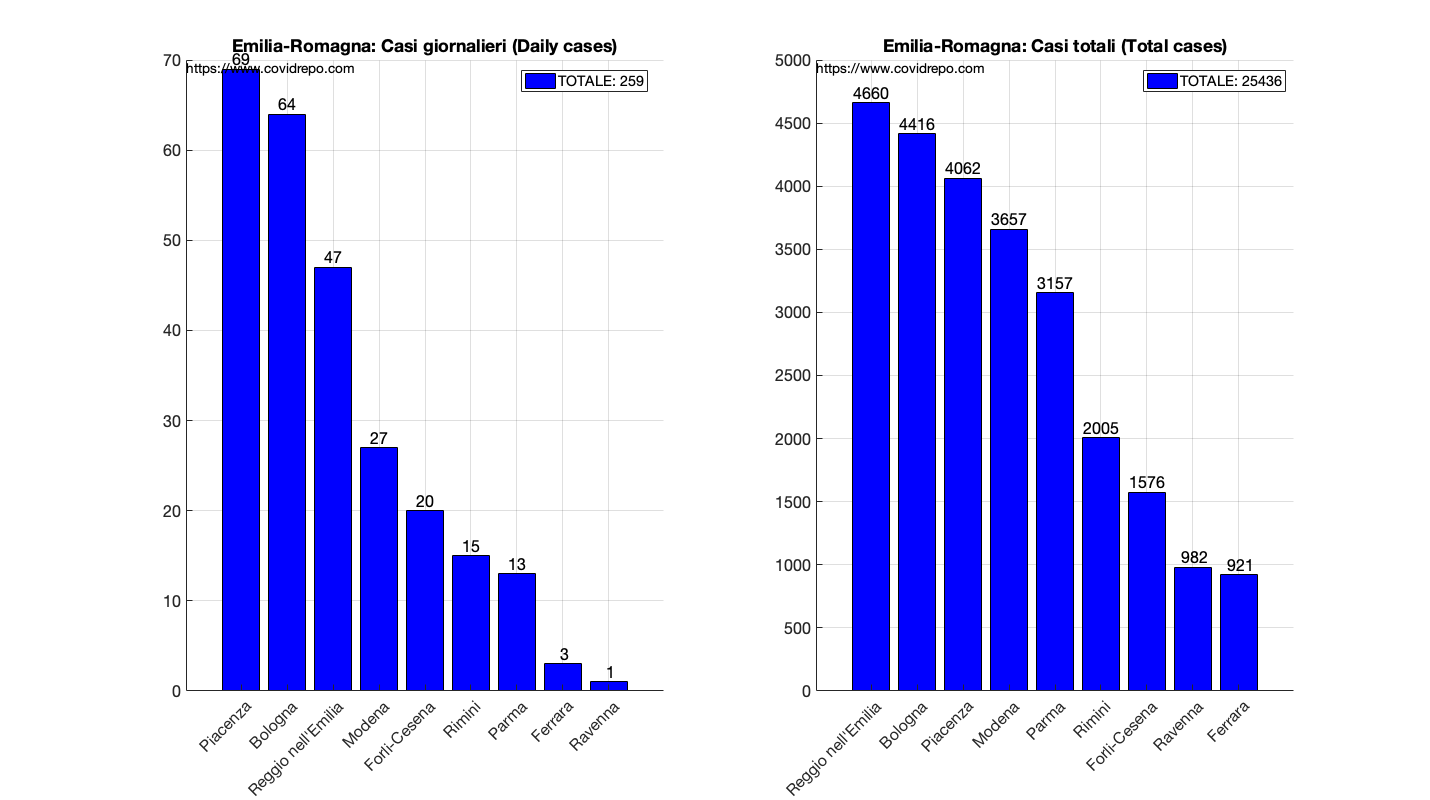 Emilia-Romagna: Casi giornalieri (Daily cases)
https://www.covidrepo.com
TOTALE: 259
70
60
50
40
30
20
10
0
69
64
47
27
20
15
13
3
1
Piacenza
Bologna
Reggio nell'Emilia
Modena
Forlì-Cesena
Rimini
Parma
Ferrara
Ravenna
Emilia-Romagna: Casi totali (Total cases)
https://www.covidrepo.com
TOTALE: 25436
5000
4500
4000
3500
3000
2500
2000
1500
1000
500
0
4660
4416
4062
3657
3157
2005
1576
982
921
Reggio nell'Emilia
Bologna
Piacenza
Modena
Parma
Rimini
Forlì-Cesena
Ravenna
Ferrara